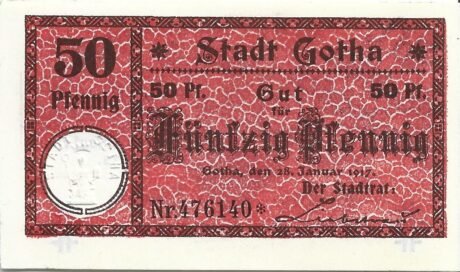 50
Pfennig
* Stadt Gotha *
50 Pf. Gut 50 Pf.
für
Fünfzig Pfennig
Gotha, den 28. Januar 1917.
Der Stadtrat:
Nr. 476140 *